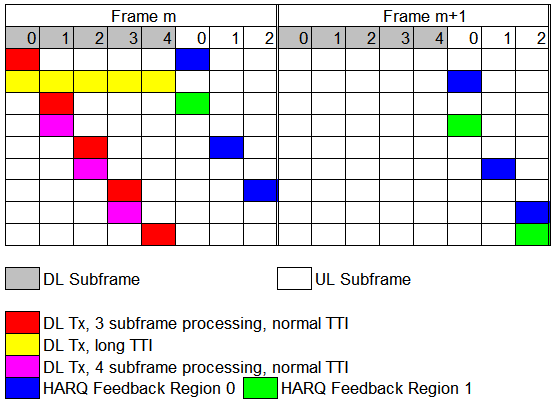 Frame m Frame m+1
0 1 2 3 4 0 1 2 0 1 2 3 4 0 1 2
DL Subframe UL Subframe
DL Tx, 3 subframe processing, normal TTI
DL Tx, long TTI
DL Tx, 4 subframe processing, normal TTI
HARQ Feedback Region 0 HARQ Feedback Region 1